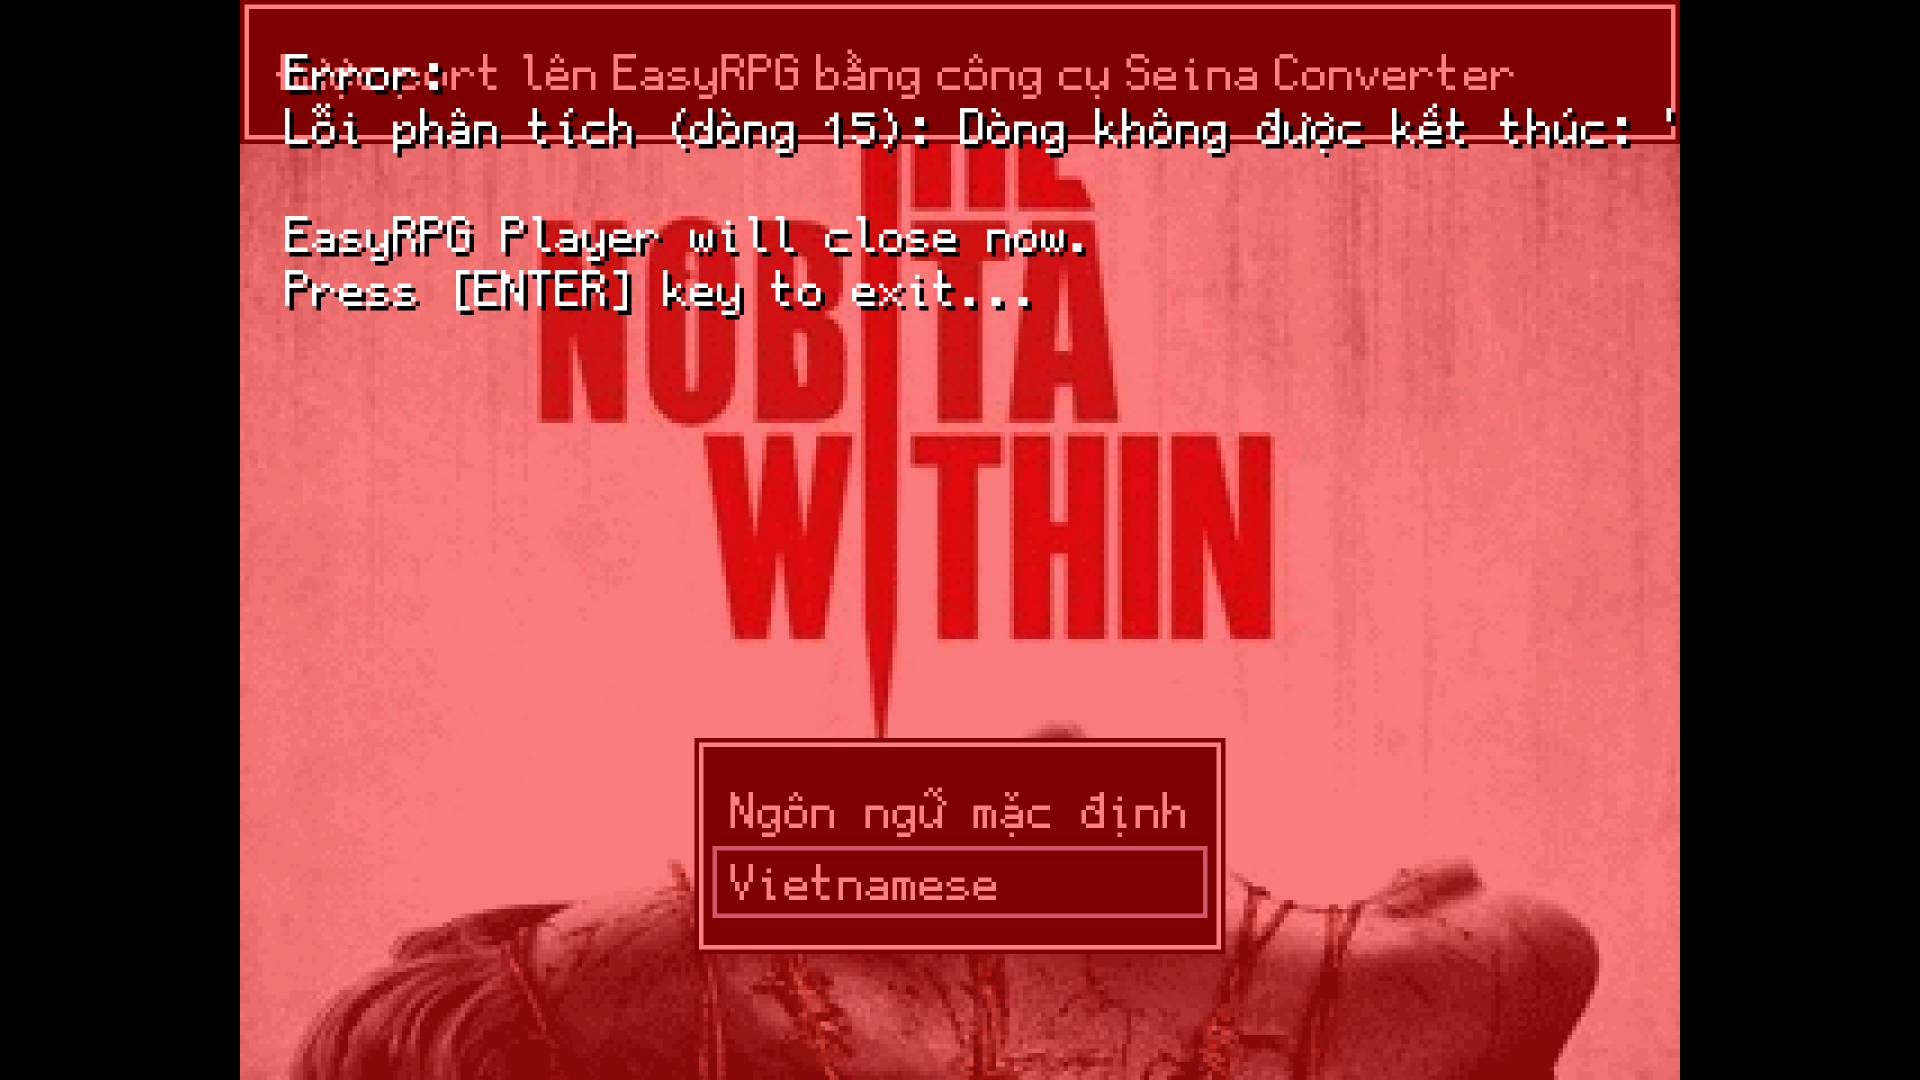 Error:
ort lên EasyRPG bằng công cụ Seina Converter
Lỗi phân tích (dòng 15): Dòng không được kết thúc: '
EasyRPG Player will close now.
Press [ENTER] key to exit...
THE
NOBITA
WITHIN
Ngôn ngữ mặc định
Vietnamese